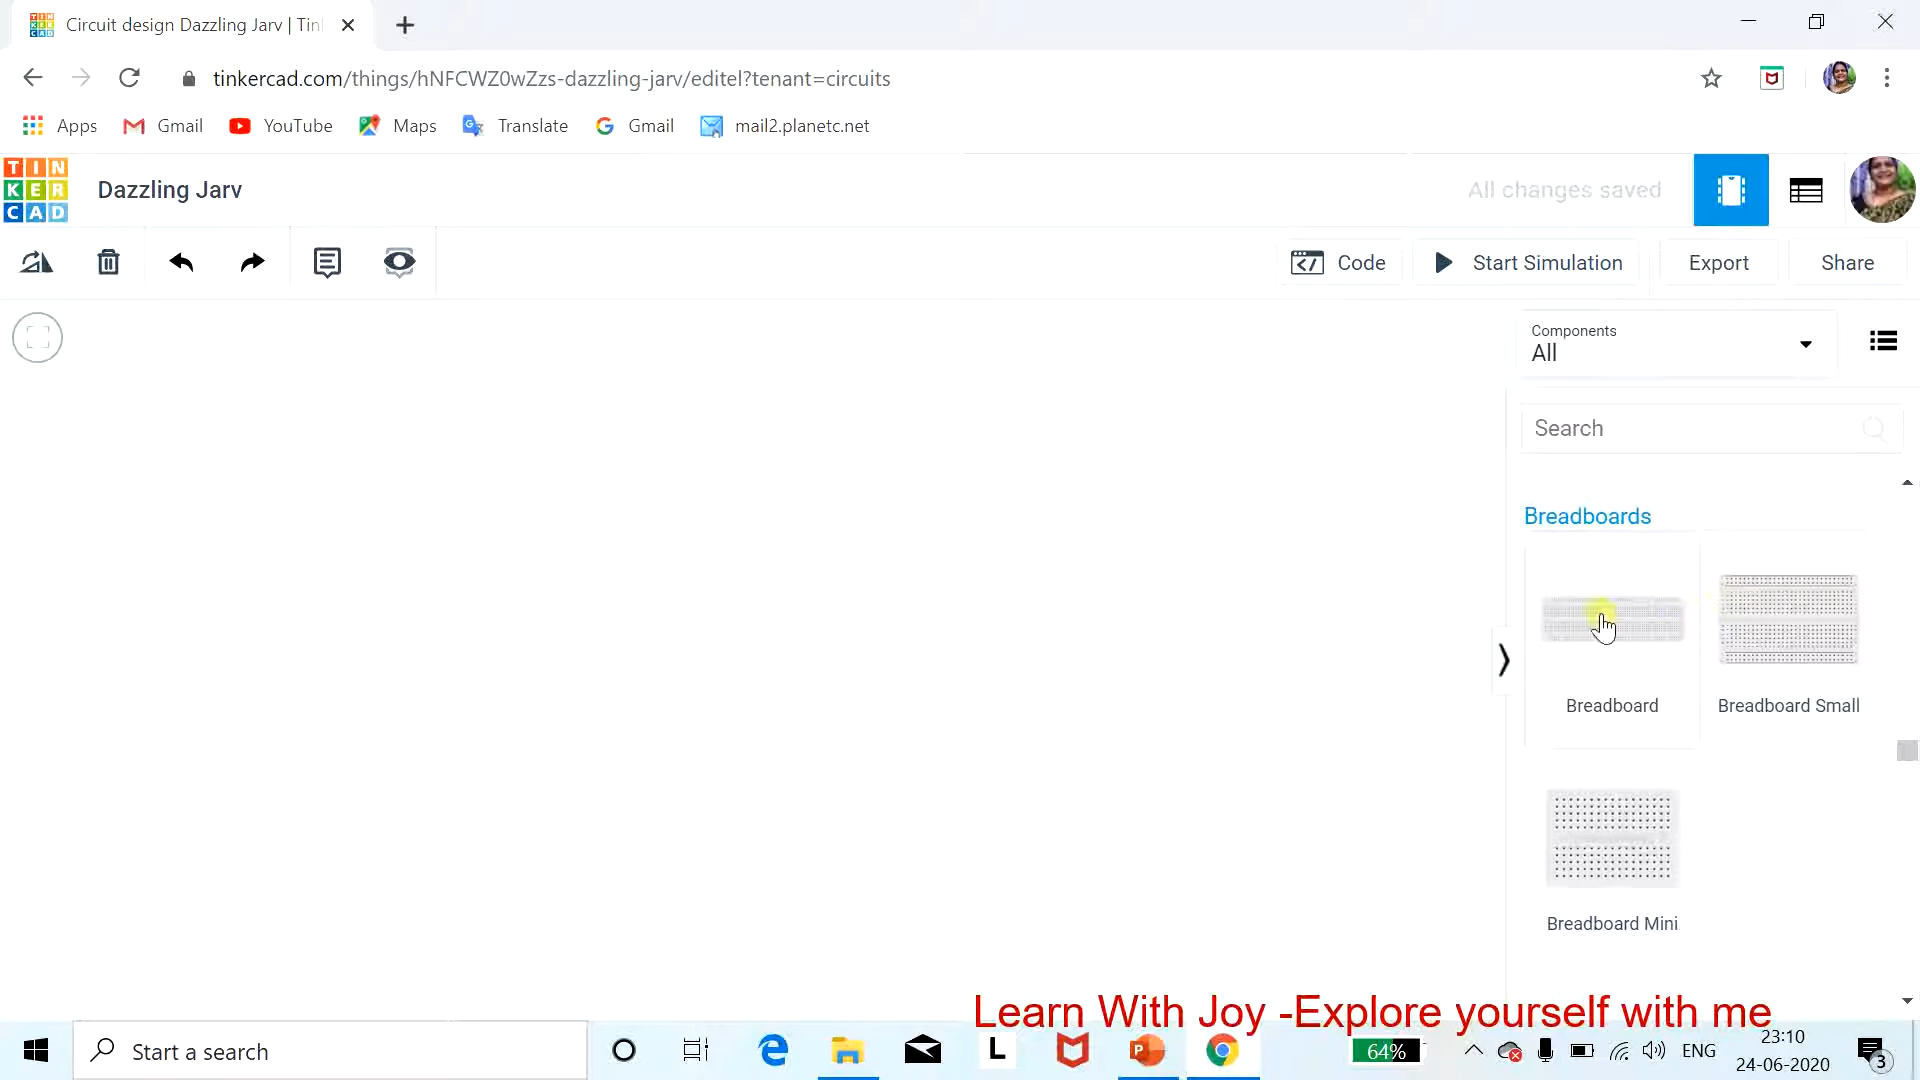 Circuit design Dazzling Jarv | Tin
tinkercad.com/things/hNFCWZ0wZzs-dazzling-jarv/editel?tenant=circuits
Apps Gmail YouTube Maps Translate Gmail mail2.planetc.net
TIN
KER
CAD
Dazzling Jarv
All changes saved
Code Start Simulation Export Share
Components
All
Search
Breadboards
Breadboard Breadboard Small
Breadboard Mini
Learn With Joy -Explore yourself with me
Start a search
L
P
64%
ENG
23:10
24-06-2020
3